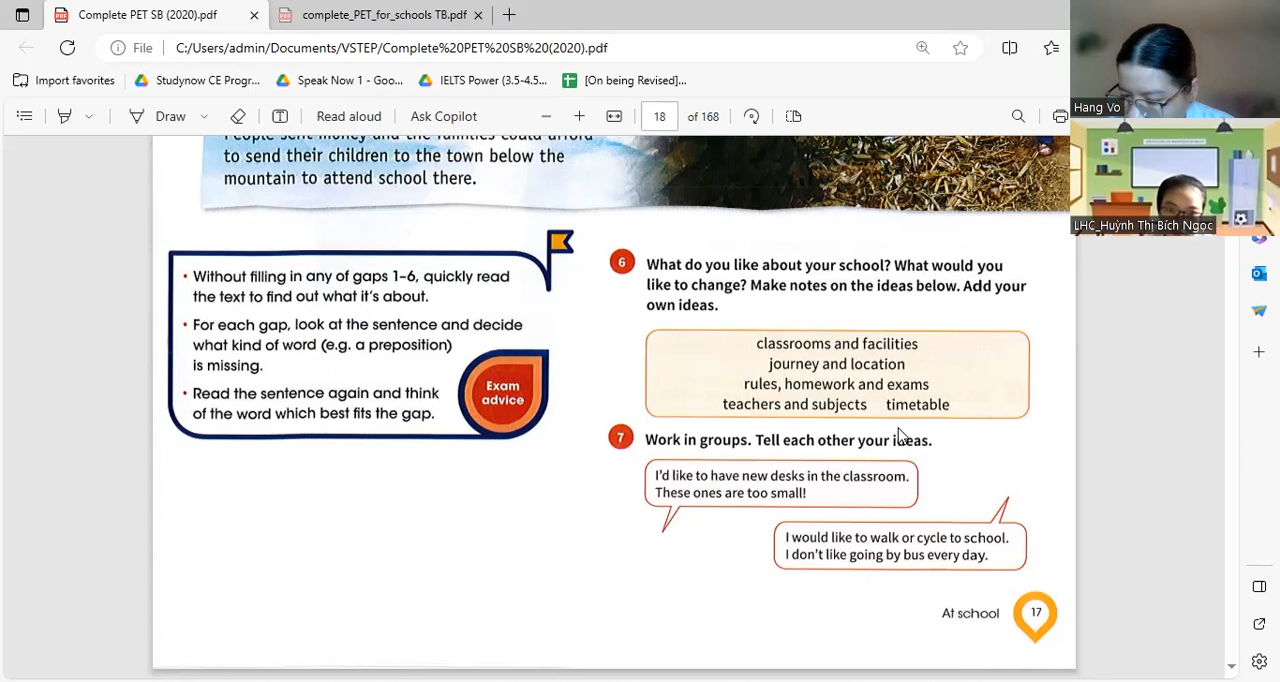 Complete PET SB (2020).pdf
complete_PET_for_schools TB.pdf
File
C:/Users/admin/Documents/VSTEP/Complete%20PET%20SB%20(2020).pdf
Import favorites
Studynow CE Progr...
Speak Now 1 - Goo...
IELTS Power (3.5-4.5...
[On being Revised]...
Draw
Read aloud
Ask Copilot
18
of 168
Hang Vo
LHC_Huỳnh Thị Bích Ngọc
to send their children to the town below the
mountain to attend school there.
• Without filling in any of gaps 1–6, quickly read
the text to find out what it's about.
• For each gap, look at the sentence and decide
what kind of word (e.g. a preposition)
is missing.
• Read the sentence again and think
of the word which best fits the gap.
Exam
advice
6
What do you like about your school? What would you
like to change? Make notes on the ideas below. Add your
own ideas.
classrooms and facilities
journey and location
rules, homework and exams
teachers and subjects timetable
7
Work in groups. Tell each other your ideas.
I'd like to have new desks in the classroom.
These ones are too small!
I would like to walk or cycle to school.
I don't like going by bus every day.
At school
17